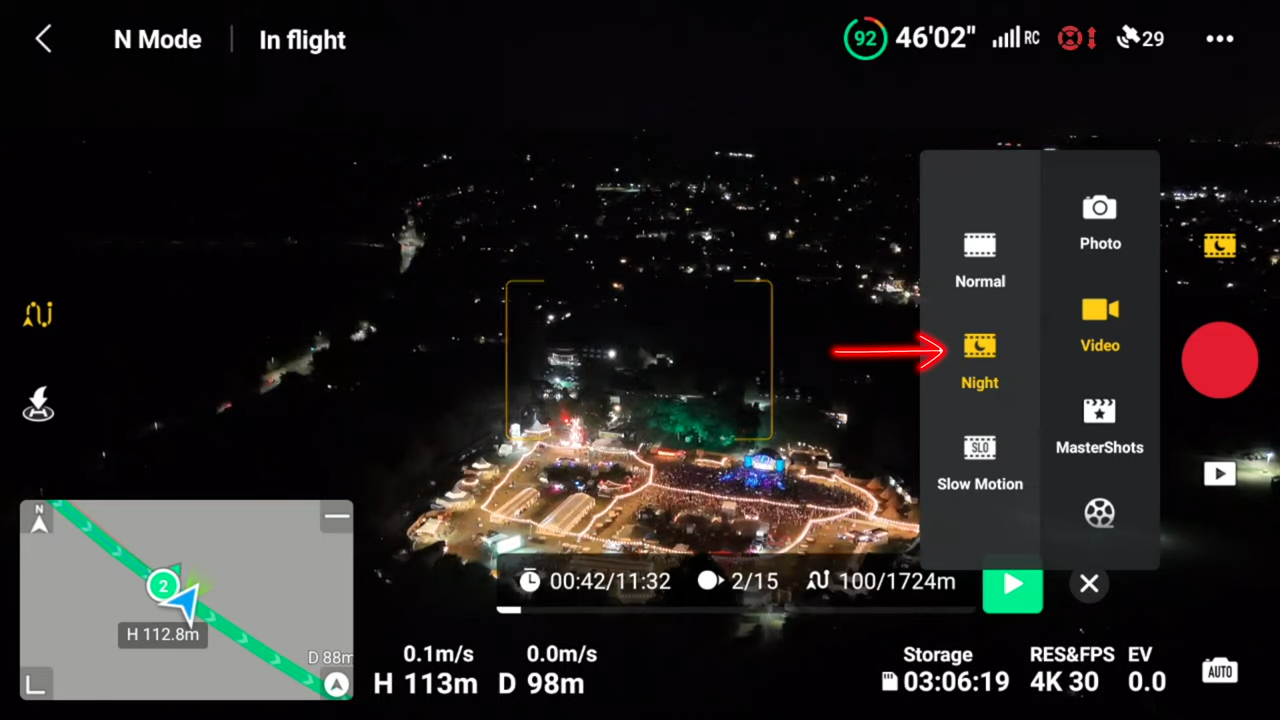 N Mode
In flight
92
46'02"
RC
29
Normal
Night
SLO
Slow Motion
Photo
Video
MasterShots
N
2
H 112.8m
D 88m
00:42/11:32
2/15
100/1724m
0.1m/s
0.0m/s
H 113m
D 98m
Storage
03:06:19
RES&FPS
4K 30
EV
0.0
AUTO